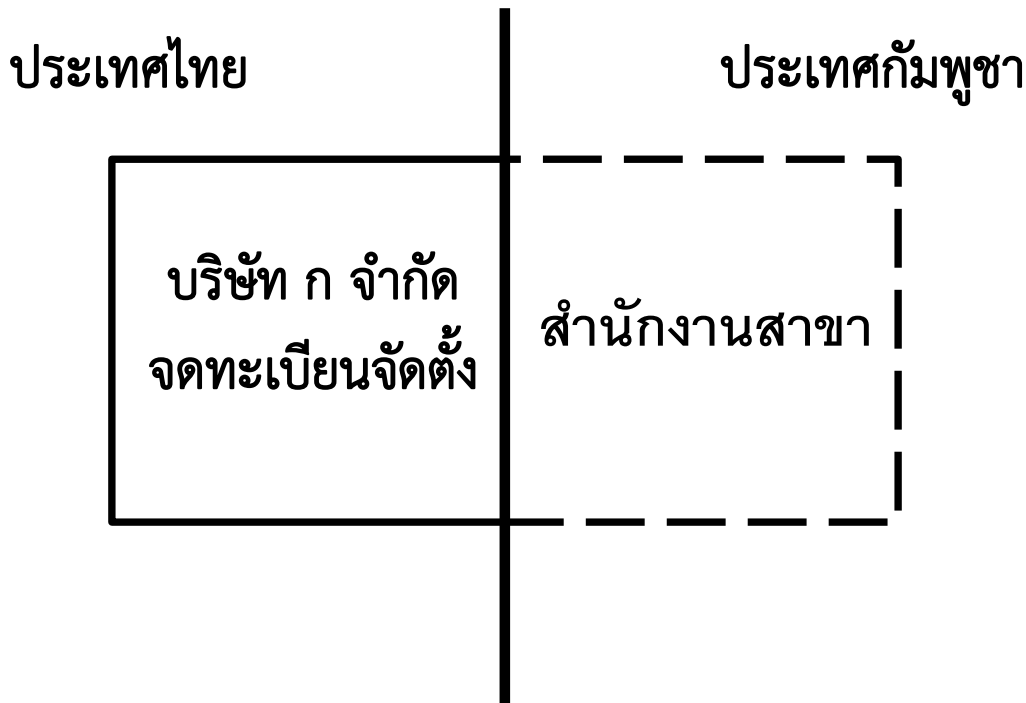 ประเทศไทย
ประเทศกัมพูชา
บริษัท ก จำกัด
จดทะเบียนจัดตั้ง
สำนักงานสาขา